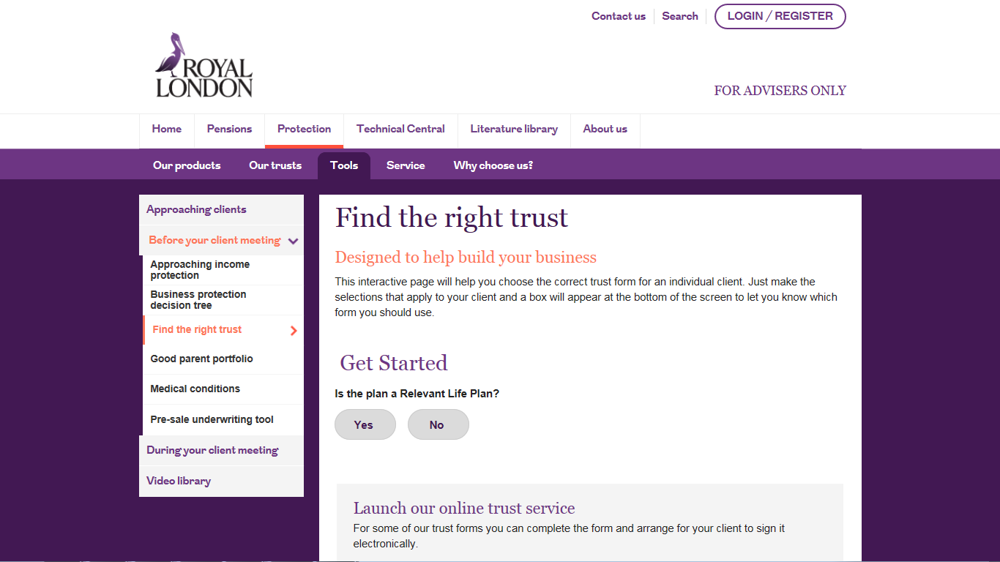 Contact us
Search
LOGIN / REGISTER
ROYAL
LONDON
FOR ADVISERS ONLY
Home
Pensions
Protection
Technical Central
Literature library
About us
Our products
Our trusts
Tools
Service
Why choose us?
Approaching clients
Before your client meeting
Approaching income
protection
Business protection
decision tree
Find the right trust
Good parent portfolio
Medical conditions
Pre-sale underwriting tool
During your client meeting
Video library
Find the right trust
Designed to help build your business
This interactive page will help you choose the correct trust form for an individual client. Just make the
selections that apply to your client and a box will appear at the bottom of the screen to let you know which
form you should use.
Get Started
Is the plan a Relevant Life Plan?
Yes
No
Launch our online trust service
For some of our trust forms you can complete the form and arrange for your client to sign it
electronically.